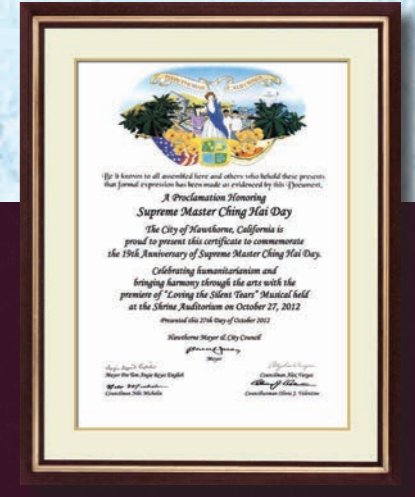 Be it known to all assembled here and others who behold these presents
that formal expression has been made as evidenced by this Document,
A Proclamation Honoring
Supreme Master Ching Hai Day
The City of Hawthorne, California is
proud to present this certificate to commemorate
the 19th Anniversary of Supreme Master Ching Hai Day.
Celebrating humanitarianism and
bringing harmony through the arts with the
premiere of "Loving the Silent Tears" Musical held
at the Shrine Auditorium on October 27, 2012
Presented this 27th Day of October 2012
Hawthorne Mayor & City Council
Mayor
Mayor Pro Tem Angie Reyes English
Councilman Alex Vargas
Councilman Nilo Michelin
Councilwoman Olivia J. Valentine